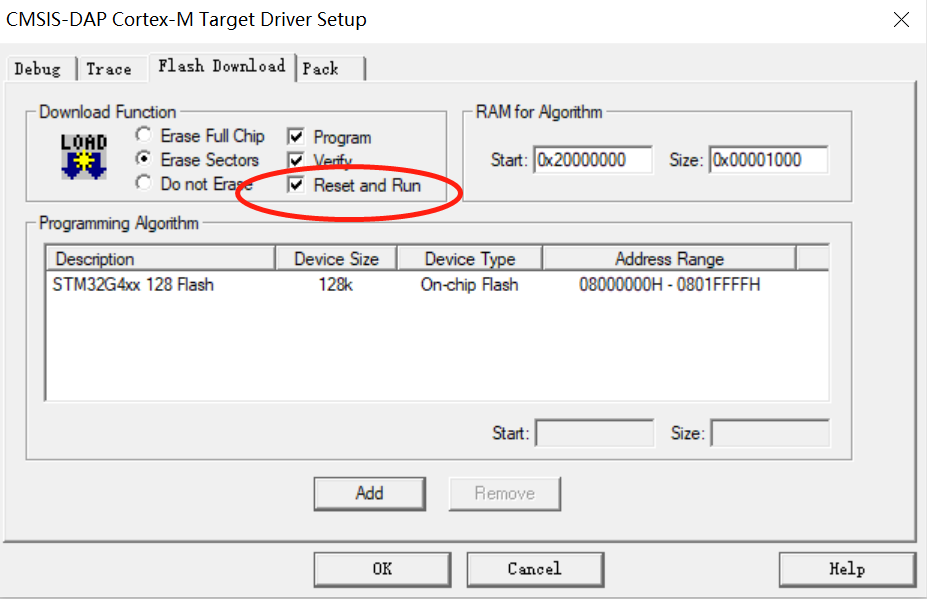 CMSIS-DAP Cortex-M Target Driver Setup
Debug Trace Flash Download Pack
Download Function
LOAD
Erase Full Chip
Erase Sectors
Do not Erase
Program
Verify
Reset and Run
RAM for Algorithm
Start: 0x20000000 Size: 0x00001000
Programming Algorithm
Description Device Size Device Type Address Range
STM32G4xx 128 Flash 128k On-chip Flash 08000000H - 0801FFFFH
Start: Size:
Add Remove
OK Cancel Help